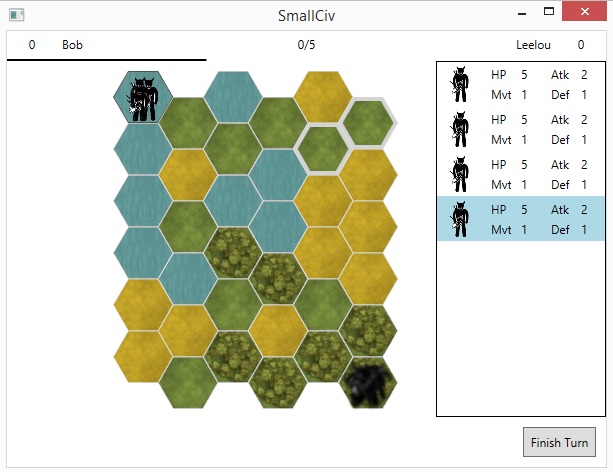 SmallCiv
0 Bob 0/5 Leelou 0
HP 5 Atk 2
Mvt 1 Def 1
HP 5 Atk 2
Mvt 1 Def 1
HP 5 Atk 2
Mvt 1 Def 1
HP 5 Atk 2
Mvt 1 Def 1
Finish Turn